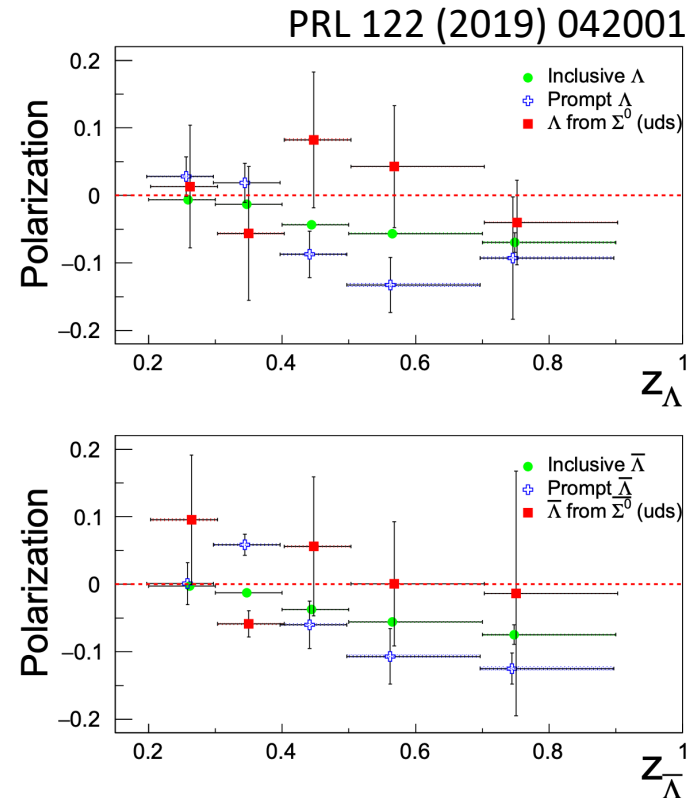 PRL 122 (2019) 042001
0.2
0.1
0
−0.1
−0.2
Polarization
Inclusive Λ
Prompt Λ
Λ from Σ⁰ (uds)
0.2 0.4 0.6 0.8 1
z_Λ
0.2
0.1
0
−0.1
−0.2
Polarization
Inclusive Λ̅
Prompt Λ̅
Λ̅ from Σ̅⁰ (uds)
0.2 0.4 0.6 0.8 1
z_Λ̅